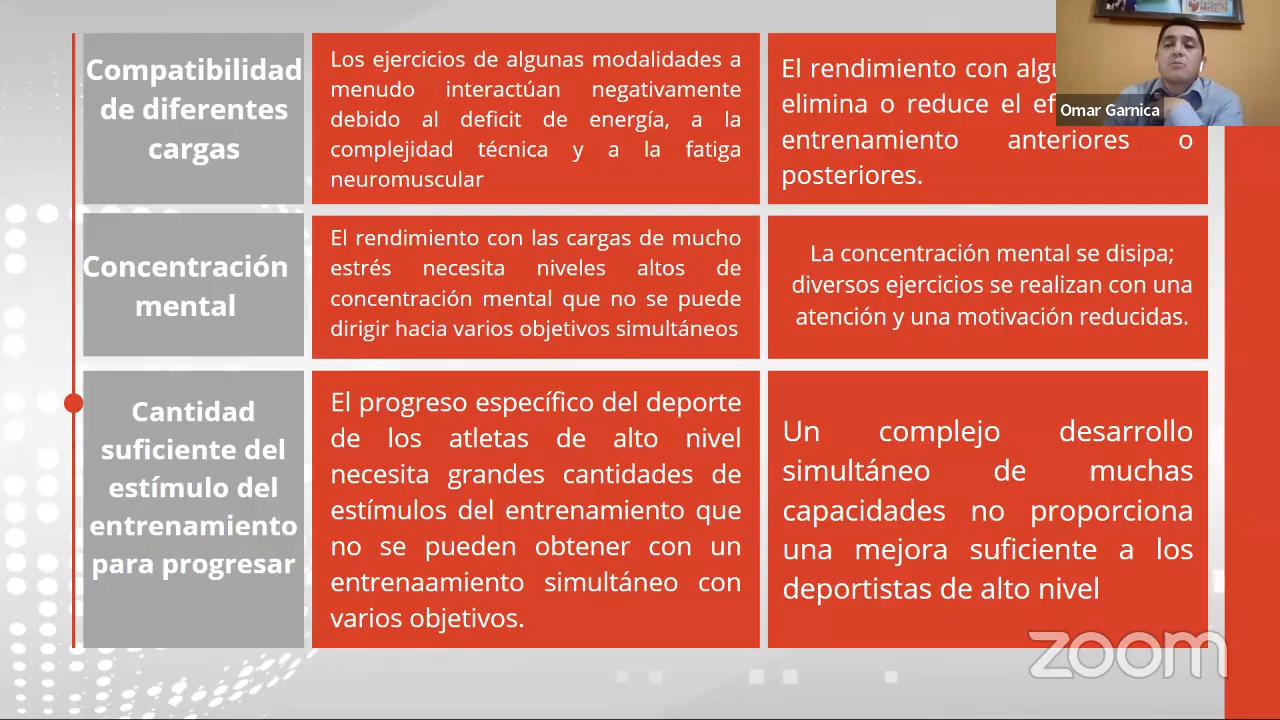 Compatibilidad
de diferentes
cargas
Los ejercicios de algunas modalidades a
menudo interactúan negativamente
debido al deficit de energía, a la
complejidad técnica y a la fatiga
neuromuscular
El rendimiento con
elimina o reduce el
entrenamiento anteriores o
posteriores.
Omar Garnica
Concentración
mental
El rendimiento con las cargas de mucho
estrés necesita niveles altos de
concentración mental que no se puede
dirigir hacia varios objetivos simultáneos
La concentración mental se disipa;
diversos ejercicios se realizan con una
atención y una motivación reducidas.
Cantidad
suficiente del
estímulo del
entrenamiento
para progresar
El progreso específico del deporte
de los atletas de alto nivel
necesita grandes cantidades de
estímulos del entrenamiento que
no se pueden obtener con un
entrenaamiento simultáneo con
varios objetivos.
Un complejo desarrollo
simultáneo de muchas
capacidades no proporciona
una mejora suficiente a los
deportistas de alto nivel
zoom